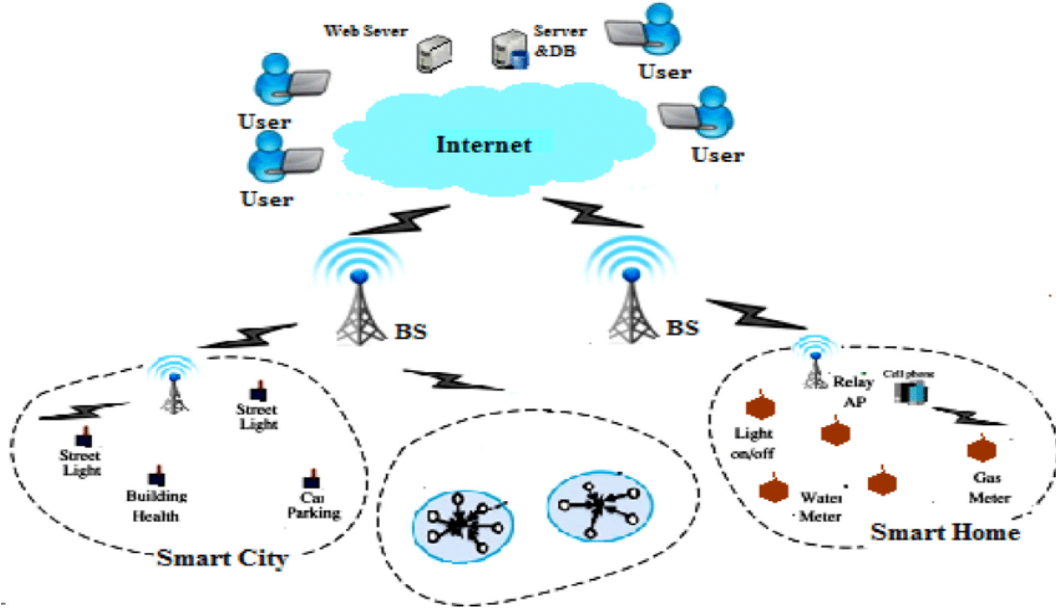 Web Sever
Server
&DB
User
User
User
User
Internet
BS
BS
Street
Light
Street
Light
Building
Health
Car
Parking
Smart City
Cell phone
Relay
AP
Light
on/off
Water
Meter
Gas
Meter
Smart Home